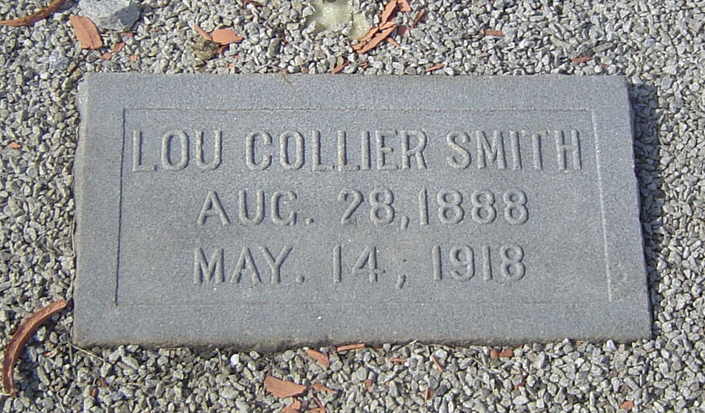 LOU COLLIER SMITH
AUG. 28, 1888
MAY. 14, 1918